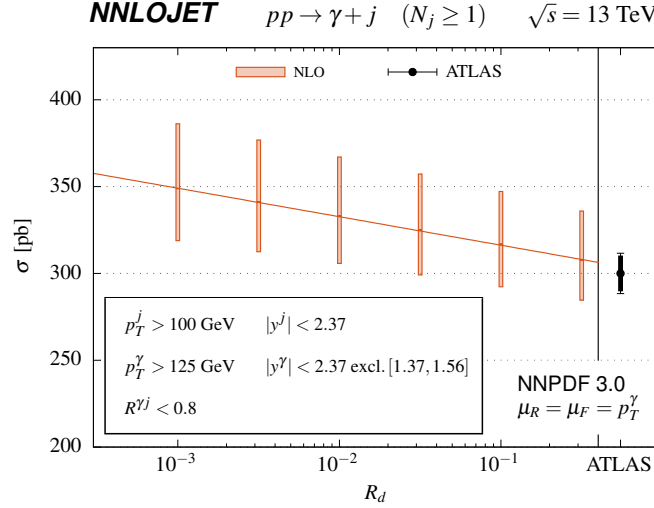 NNLOJET pp → γ + j (N_j ≥ 1) √s = 13 TeV
NLO ATLAS
400
350
300
250
200
σ [pb]
p_T^j > 100 GeV |y^j| < 2.37
p_T^γ > 125 GeV |y^γ| < 2.37 excl. [1.37, 1.56]
R^{γj} < 0.8
NNPDF 3.0
μ_R = μ_F = p_T^γ
10^{-3} 10^{-2} 10^{-1} ATLAS
R_d